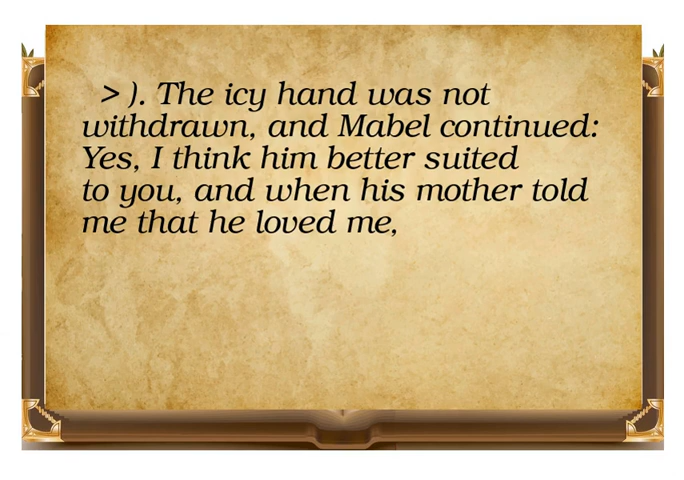 > ). The icy hand was not
withdrawn, and Mabel continued:
Yes, I think him better suited
to you, and when his mother told
me that he loved me,